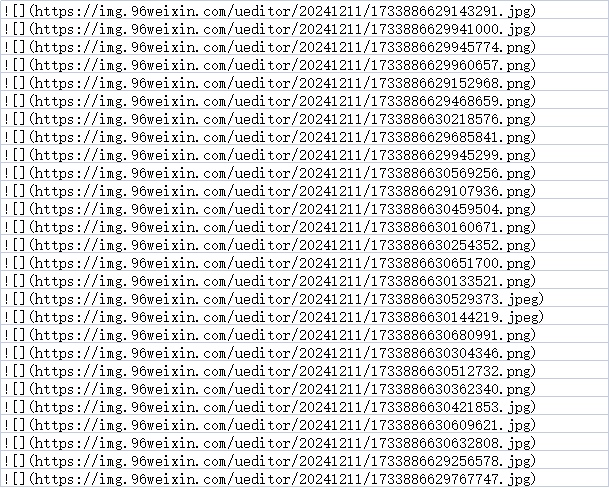 ![](https://img.96weixin.com/ueditor/20241211/1733886629143291.jpg)
![](https://img.96weixin.com/ueditor/20241211/1733886629941000.jpg)
![](https://img.96weixin.com/ueditor/20241211/1733886629945774.png)
![](https://img.96weixin.com/ueditor/20241211/1733886629960657.png)
![](https://img.96weixin.com/ueditor/20241211/1733886629152968.png)
![](https://img.96weixin.com/ueditor/20241211/1733886629468659.png)
![](https://img.96weixin.com/ueditor/20241211/1733886630218576.png)
![](https://img.96weixin.com/ueditor/20241211/1733886629685841.png)
![](https://img.96weixin.com/ueditor/20241211/1733886629945299.png)
![](https://img.96weixin.com/ueditor/20241211/1733886630569256.png)
![](https://img.96weixin.com/ueditor/20241211/1733886629107936.png)
![](https://img.96weixin.com/ueditor/20241211/1733886630459504.png)
![](https://img.96weixin.com/ueditor/20241211/1733886630160671.png)
![](https://img.96weixin.com/ueditor/20241211/1733886630254352.png)
![](https://img.96weixin.com/ueditor/20241211/1733886630651700.png)
![](https://img.96weixin.com/ueditor/20241211/1733886630133521.png)
![](https://img.96weixin.com/ueditor/20241211/1733886630529373.jpeg)
![](https://img.96weixin.com/ueditor/20241211/1733886630144219.jpeg)
![](https://img.96weixin.com/ueditor/20241211/1733886630680991.png)
![](https://img.96weixin.com/ueditor/20241211/1733886630304346.png)
![](https://img.96weixin.com/ueditor/20241211/1733886630512732.png)
![](https://img.96weixin.com/ueditor/20241211/1733886630362340.png)
![](https://img.96weixin.com/ueditor/20241211/1733886630421853.jpg)
![](https://img.96weixin.com/ueditor/20241211/1733886630609621.jpg)
![](https://img.96weixin.com/ueditor/20241211/1733886630632808.jpg)
![](https://img.96weixin.com/ueditor/20241211/1733886629256578.jpg)
![](https://img.96weixin.com/ueditor/20241211/1733886629767747.jpg)